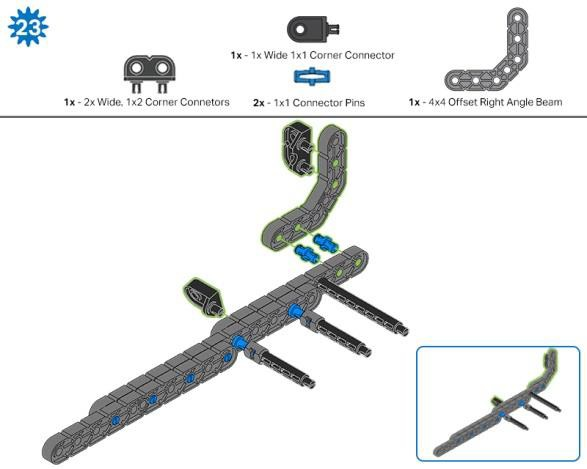 23
1x - 1x Wide 1x1 Corner Connector
1x - 2x Wide, 1x2 Corner Connetors
2x - 1x1 Connector Pins
1x - 4x4 Offset Right Angle Beam